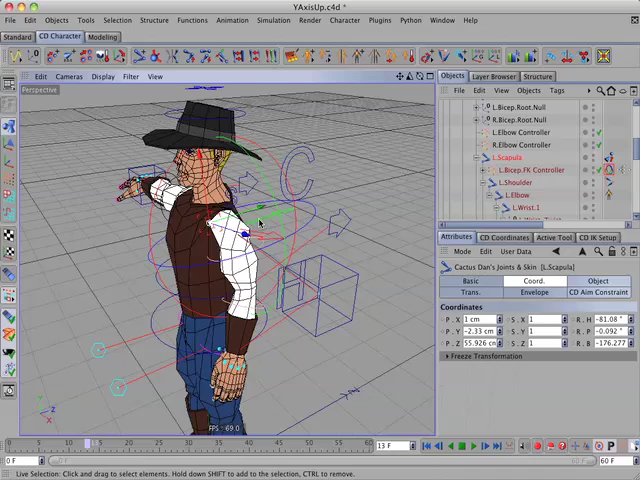 YAxisUp.c4d *
File Edit Objects Tools Selection Structure Functions Animation Simulation Render Character Plugins Python Window Help
Standard CD Character Modeling
Edit Cameras Display Filter View
Perspective
FPS : 69.0
Y
Z
X
Objects Layer Browser Structure
File Edit View Objects Tags
L.Bicep.Root.Null
R.Bicep.Root.Null
L.Elbow Controller
R.Elbow Controller
L.Scapula
L.Bicep.FK Controller
L.Shoulder
L.Elbow
L.Wrist.1
Attributes CD Coordinates Active Tool CD IK Setup
Mode Edit View
Cactus Dan's Joints & Skin [L.Scapula]
Basic Coord. Object
Trans. Envelope CD Aim Constraint
Coordinates
P . X 1 cm S . X 1 R . H -81.08 °
P . Y -2.33 cm S . Y 1 R . P -0.092 °
P . Z 55.926 cm S . Z 1 R . B -176.277
Freeze Transformation
0 5 10 15 20 25 30 35 40 45 50 55 60 13 F
0 F 0 F 60 F 60 F
Live Selection: Click and drag to select elements. Hold down SHIFT to add to the selection, CTRL to remove.